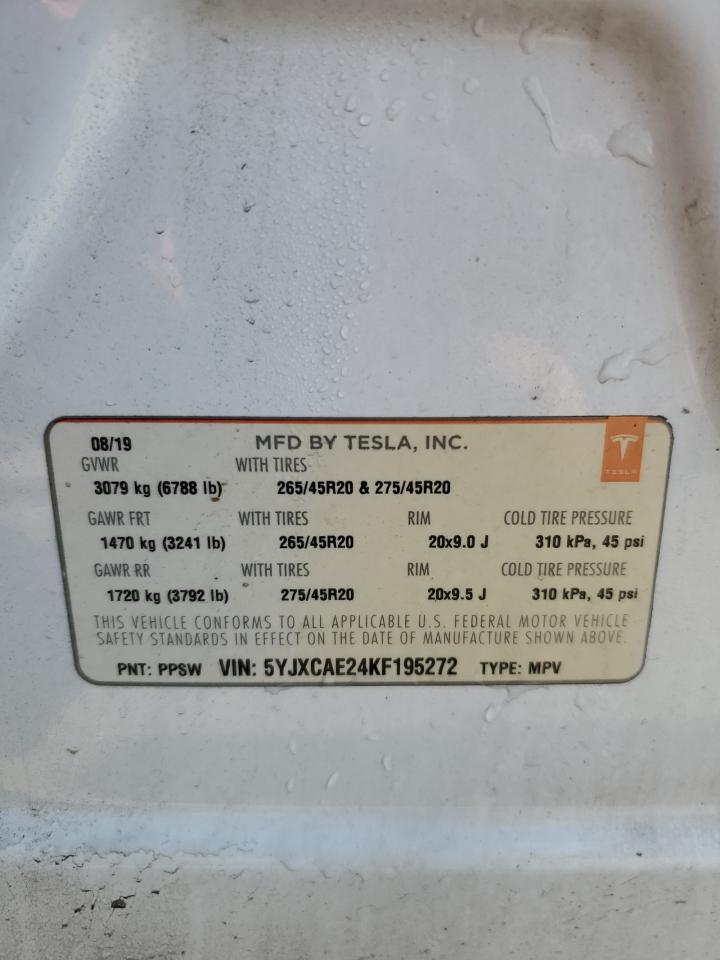 08/19 MFD BY TESLA, INC.
TESLA
GVWR WITH TIRES
3079 kg (6788 lb) 265/45R20 & 275/45R20
GAWR FRT WITH TIRES RIM COLD TIRE PRESSURE
1470 kg (3241 lb) 265/45R20 20x9.0 J 310 kPa, 45 psi
GAWR RR WITH TIRES RIM COLD TIRE PRESSURE
1720 kg (3792 lb) 275/45R20 20x9.5 J 310 kPa, 45 psi
THIS VEHICLE CONFORMS TO ALL APPLICABLE U.S. FEDERAL MOTOR VEHICLE
SAFETY STANDARDS IN EFFECT ON THE DATE OF MANUFACTURE SHOWN ABOVE.
PNT: PPSW VIN: 5YJXCAE24KF195272 TYPE: MPV